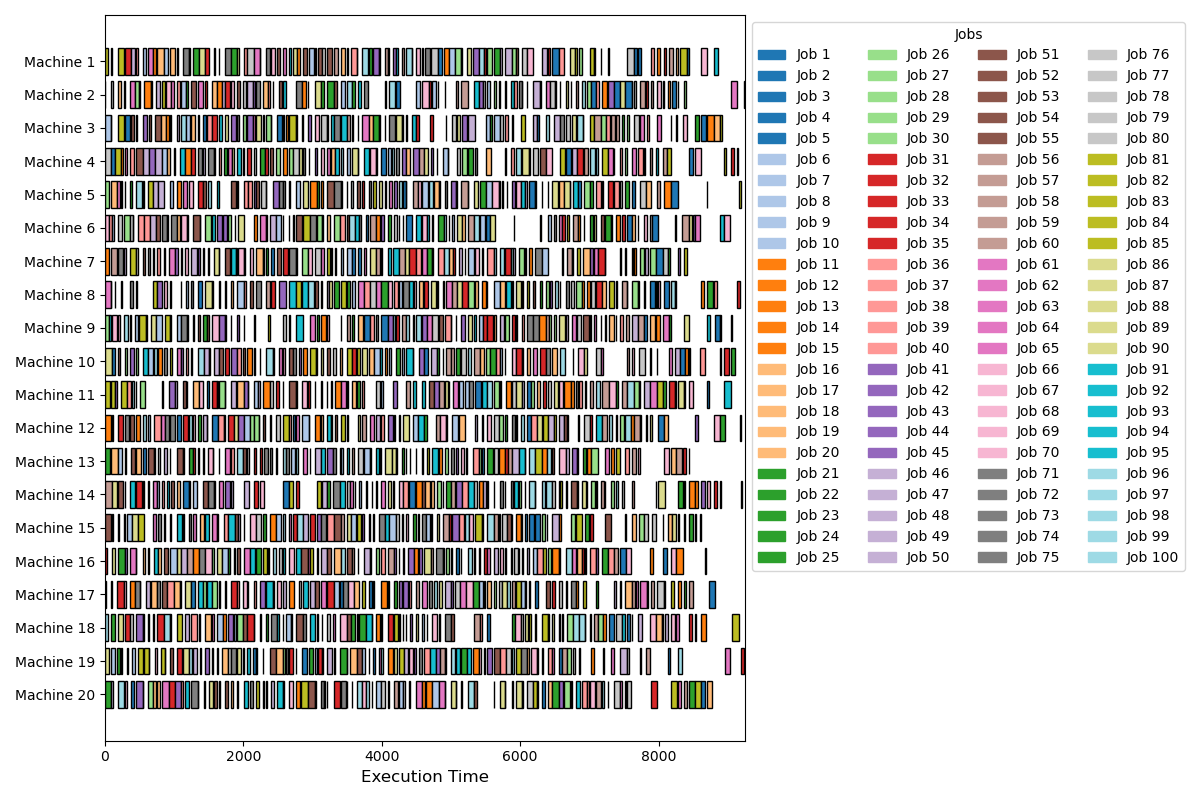 Jobs
Machine 1
Machine 2
Machine 3
Machine 4
Machine 5
Machine 6
Machine 7
Machine 8
Machine 9
Machine 10
Machine 11
Machine 12
Machine 13
Machine 14
Machine 15
Machine 16
Machine 17
Machine 18
Machine 19
Machine 20
0 2000 4000 6000 8000
Execution Time
Job 1 Job 26 Job 51 Job 76
Job 2 Job 27 Job 52 Job 77
Job 3 Job 28 Job 53 Job 78
Job 4 Job 29 Job 54 Job 79
Job 5 Job 30 Job 55 Job 80
Job 6 Job 31 Job 56 Job 81
Job 7 Job 32 Job 57 Job 82
Job 8 Job 33 Job 58 Job 83
Job 9 Job 34 Job 59 Job 84
Job 10 Job 35 Job 60 Job 85
Job 11 Job 36 Job 61 Job 86
Job 12 Job 37 Job 62 Job 87
Job 13 Job 38 Job 63 Job 88
Job 14 Job 39 Job 64 Job 89
Job 15 Job 40 Job 65 Job 90
Job 16 Job 41 Job 66 Job 91
Job 17 Job 42 Job 67 Job 92
Job 18 Job 43 Job 68 Job 93
Job 19 Job 44 Job 69 Job 94
Job 20 Job 45 Job 70 Job 95
Job 21 Job 46 Job 71 Job 96
Job 22 Job 47 Job 72 Job 97
Job 23 Job 48 Job 73 Job 98
Job 24 Job 49 Job 74 Job 99
Job 25 Job 50 Job 75 Job 100